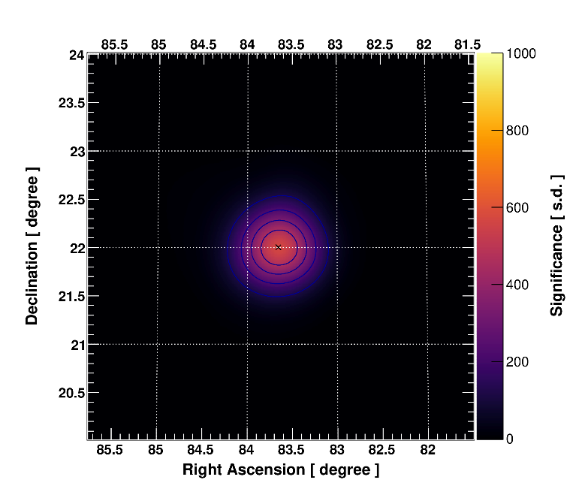 85.5 85 84.5 84 83.5 83 82.5 82 81.5
24
23.5
23
22.5
22
21.5
21
20.5
Declination [ degree ]
85.5 85 84.5 84 83.5 83 82.5 82
Right Ascension [ degree ]
1000
800
600
400
200
0
Significance [ s.d. ]